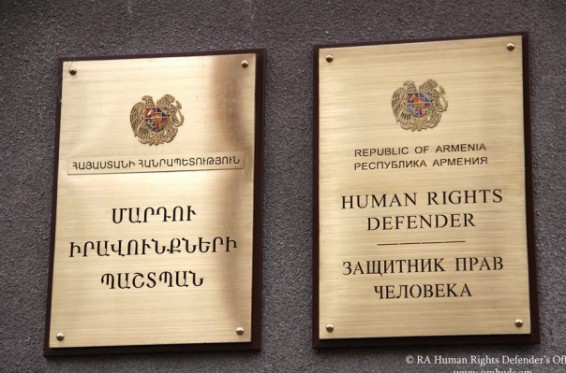 ՀԱՅԱՍՏԱՆԻ ՀԱՆՐԱՊԵՏՈՒԹՅՈՒՆ
ՄԱՐԴՈՒ
ԻՐԱՎՈՒՆՔՆԵՐԻ
ՊԱՇՏՊԱՆ
REPUBLIC OF ARMENIA
РЕСПУБЛИКА АРМЕНИЯ
HUMAN RIGHTS
DEFENDER
ЗАЩИТНИК ПРАВ
ЧЕЛОВЕКА
© RA Human Rights Defender's Off